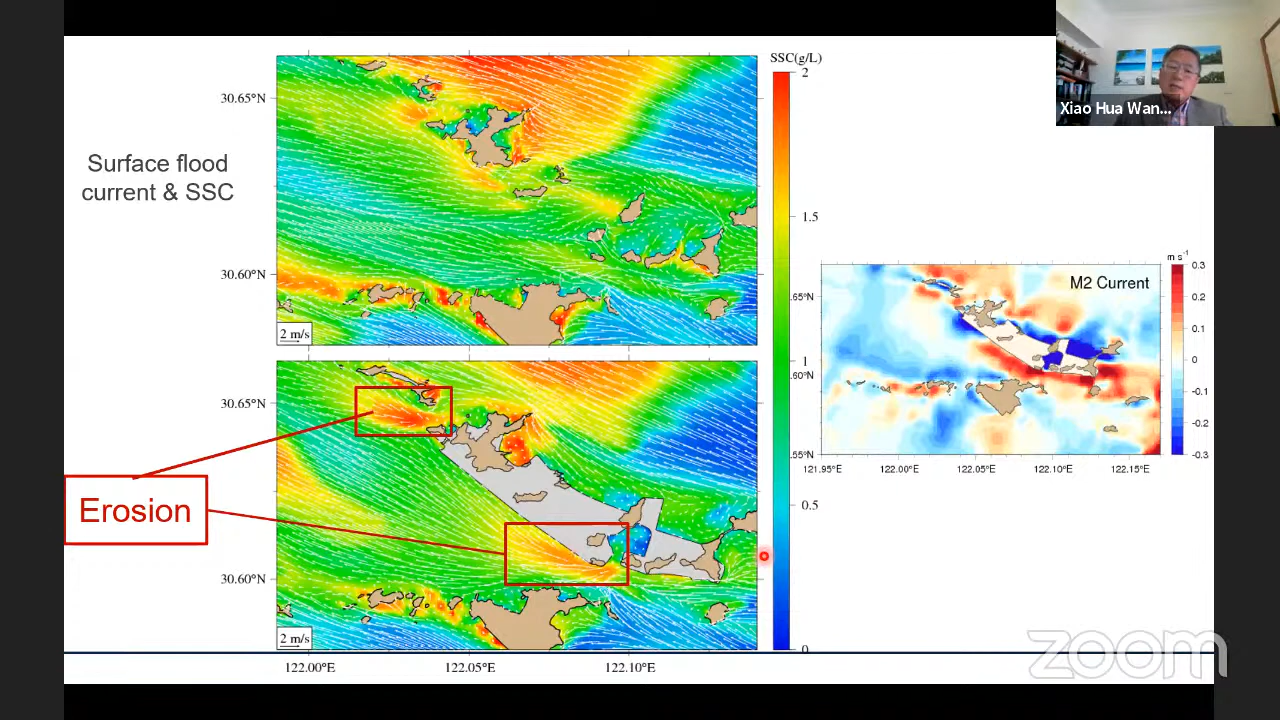 SSC(g/L)
2
Xiao Hua Wan...
30.65°N
Surface flood
current & SSC
1.5
30.60°N
2 m/s
m s⁻¹
M2 Current
0.3
.65°N
0.2
0.1
0
1
.60°N
-0.1
-0.2
.55°N
-0.3
121.95°E
122.00°E
122.05°E
122.10°E
122.15°E
30.65°N
Erosion
0.5
30.60°N
2 m/s
0
122.00°E
122.05°E
122.10°E
zoom